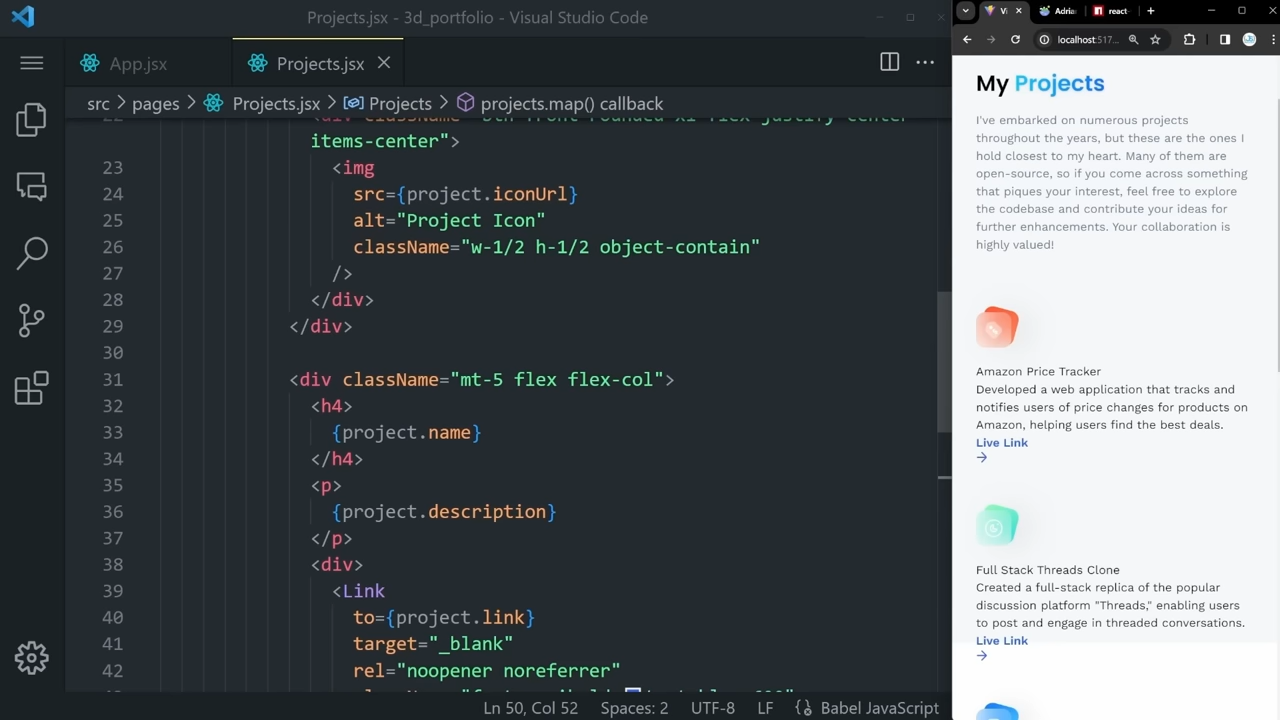 Projects.jsx - 3d_portfolio - Visual Studio Code
App.jsx
Projects.jsx
src > pages > Projects.jsx > Projects > projects.map() callback
items-center">
23 <img
24 src={project.iconUrl}
25 alt="Project Icon"
26 className="w-1/2 h-1/2 object-contain"
27 />
28 </div>
29 </div>
30
31 <div className="mt-5 flex flex-col">
32 <h4>
33 {project.name}
34 </h4>
35 <p>
36 {project.description}
37 </p>
38 <div>
39 <Link
40 to={project.link}
41 target="_blank"
42 rel="noopener noreferrer"
Ln 50, Col 52 Spaces: 2 UTF-8 LF Babel JavaScript
Adria
react
localhost:517...
My Projects
I've embarked on numerous projects
throughout the years, but these are the ones I
hold closest to my heart. Many of them are
open-source, so if you come across something
that piques your interest, feel free to explore
the codebase and contribute your ideas for
further enhancements. Your collaboration is
highly valued!
Amazon Price Tracker
Developed a web application that tracks and
notifies users of price changes for products on
Amazon, helping users find the best deals.
Live Link
→
Full Stack Threads Clone
Created a full-stack replica of the popular
discussion platform "Threads," enabling users
to post and engage in threaded conversations.
Live Link
→